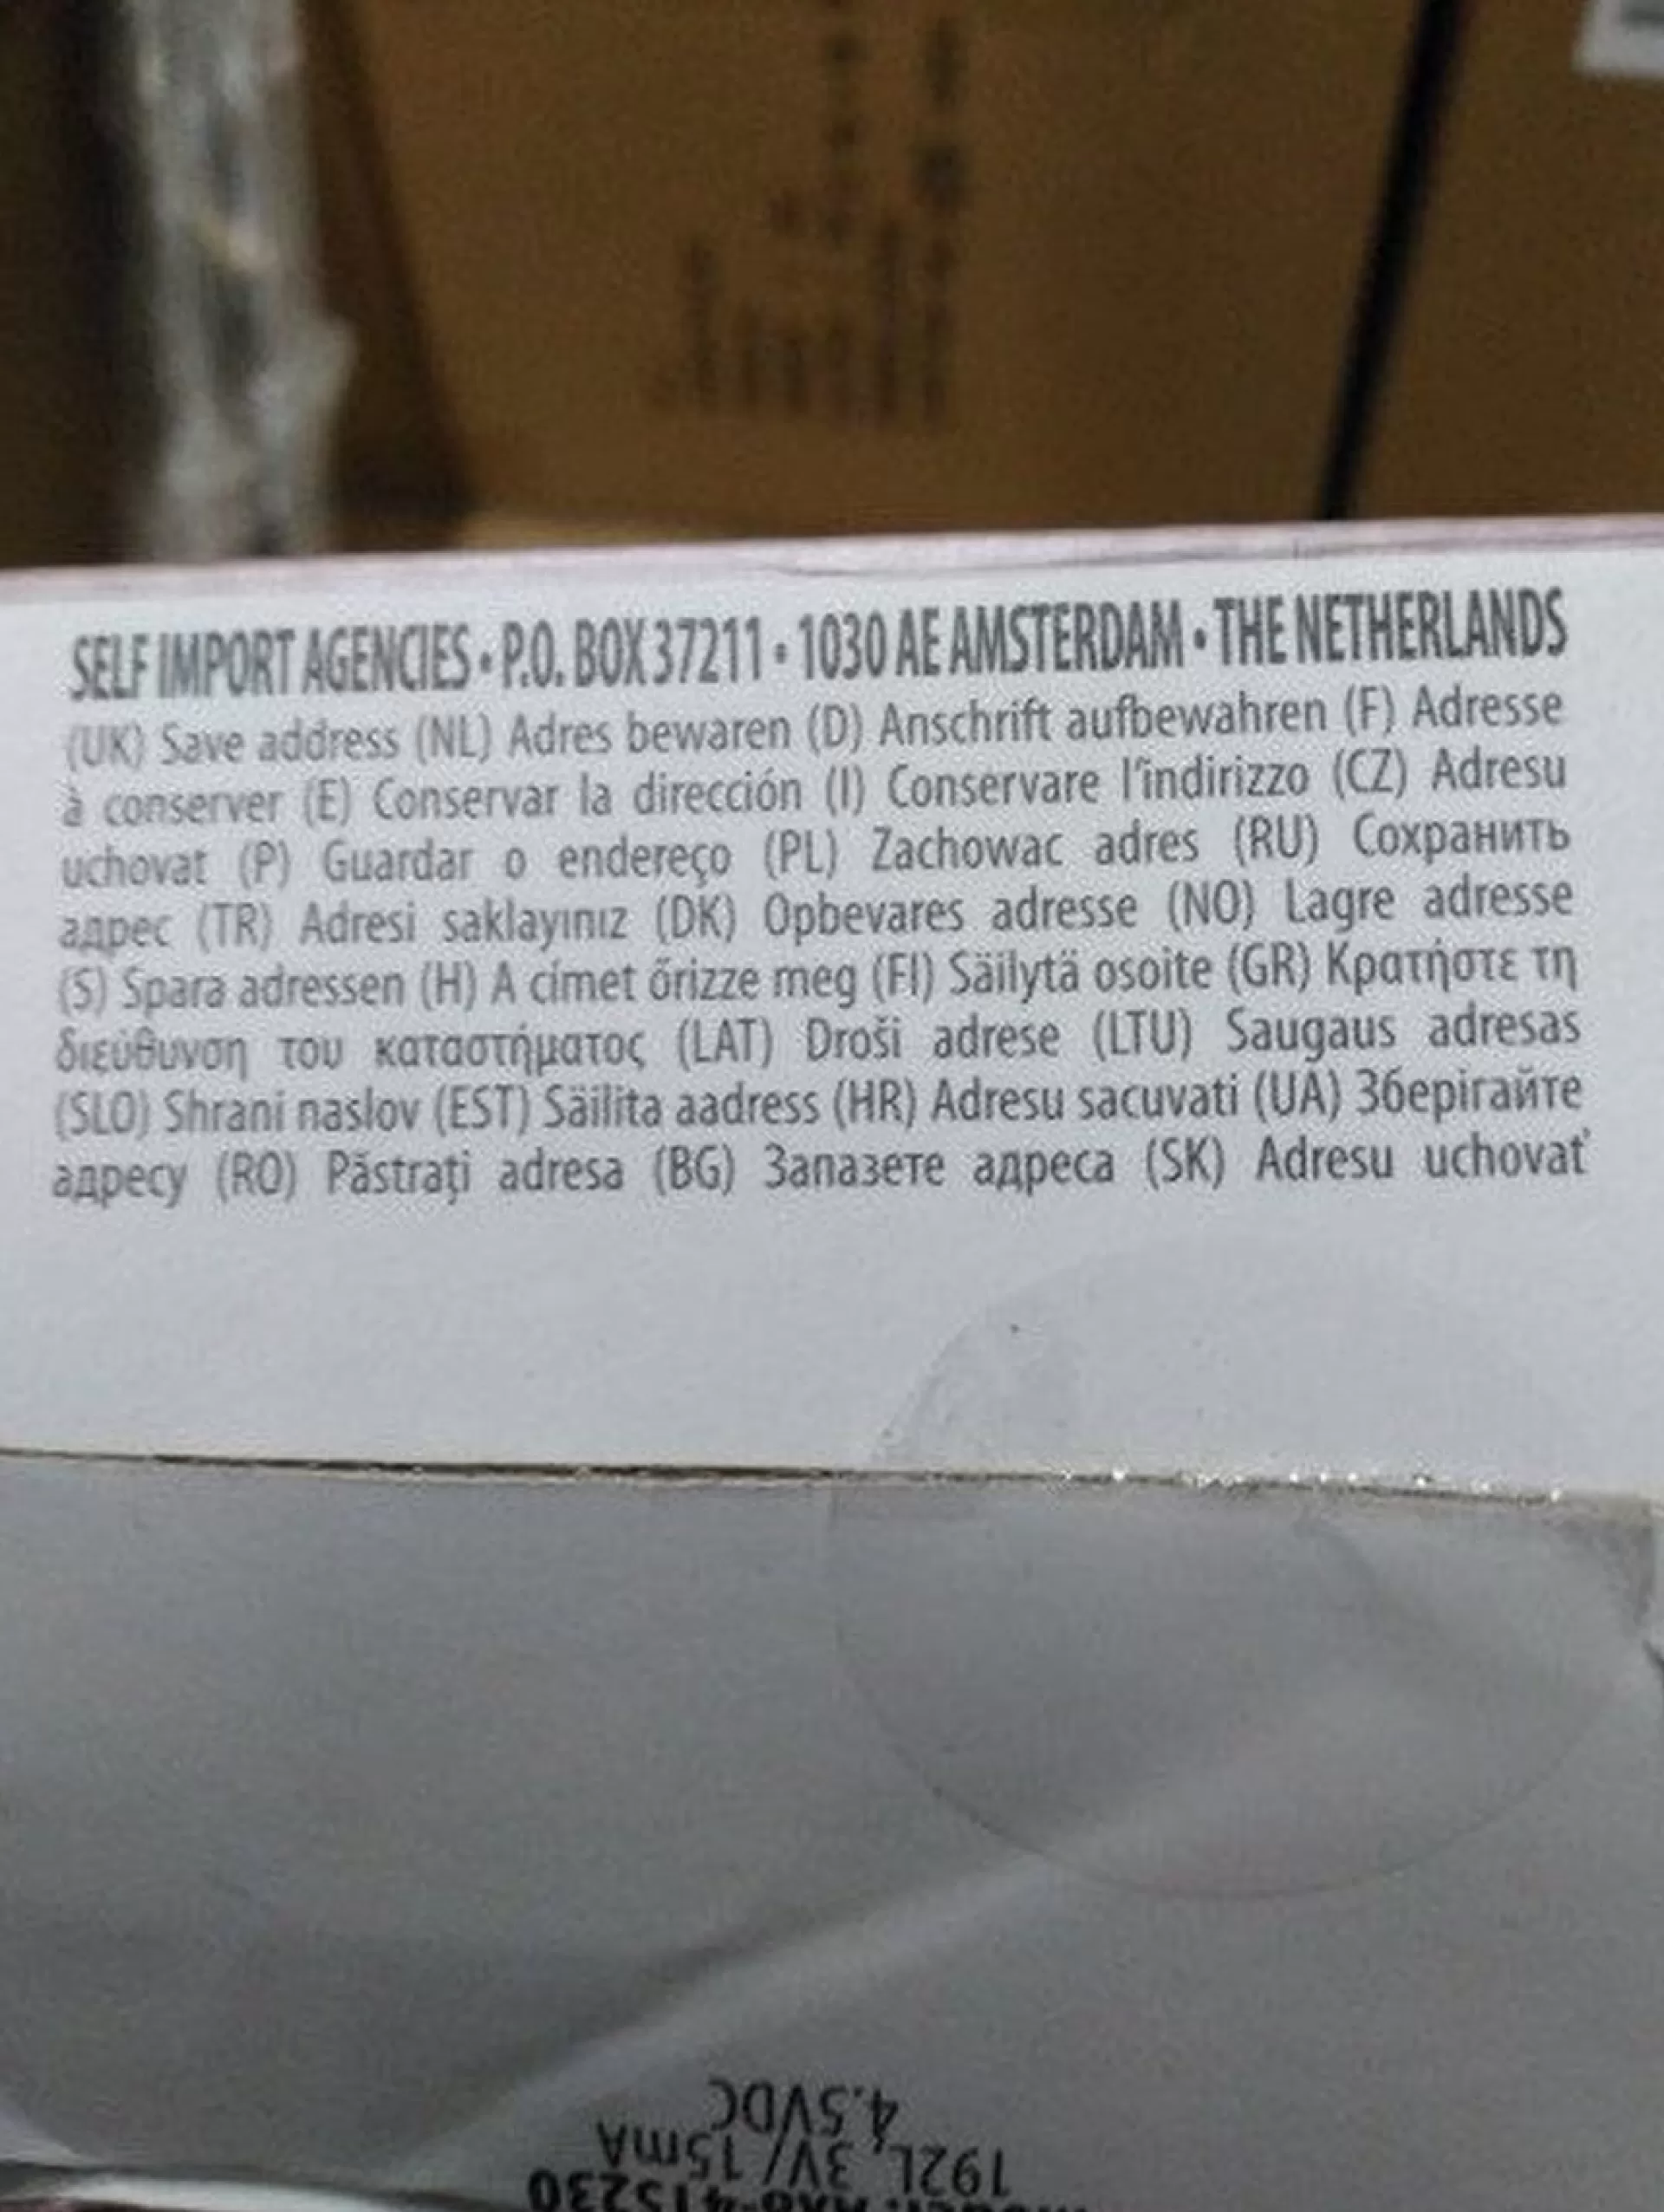 SELF IMPORT AGENCIES • P.O. BOX 37211 • 1030 AE AMSTERDAM • THE NETHERLANDS
(UK) Save address (NL) Adres bewaren (D) Anschrift aufbewahren (F) Adresse
à conserver (E) Conservar la dirección (I) Conservare l'indirizzo (CZ) Adresu
uchovat (P) Guardar o endereço (PL) Zachowac adres (RU) Сохранить
адрес (TR) Adresi saklayınız (DK) Opbevares adresse (NO) Lagre adresse
(S) Spara adressen (H) A címet őrizze meg (FI) Säilytä osoite (GR) Κρατήστε τη
διεύθυνση του καταστήματος (LAT) Droši adrese (LTU) Saugaus adresas
(SLO) Shrani naslov (EST) Säilita aadress (HR) Adresu sacuvati (UA) Зберігайте
адресу (RO) Păstrați adresa (BG) Запазете адреса (SK) Adresu uchovať
192L, 3V/15mA
4.5VDC